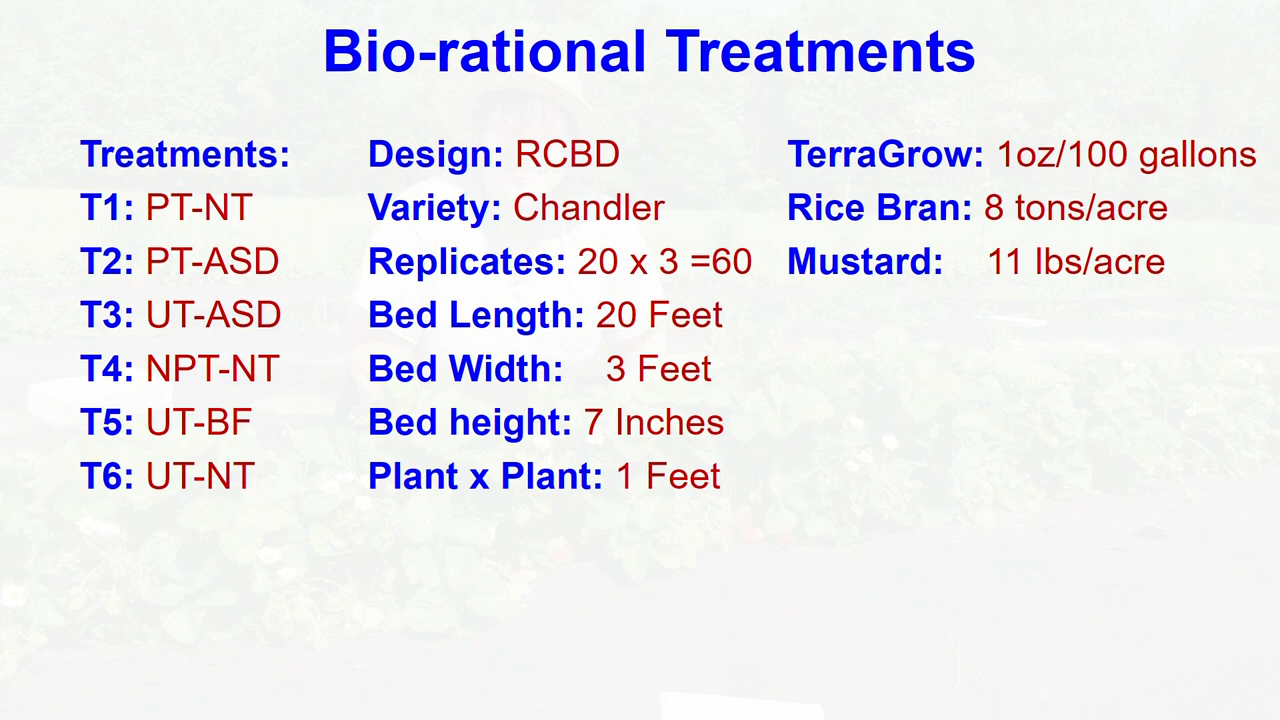 Bio-rational Treatments
Treatments:
T1: PT-NT
T2: PT-ASD
T3: UT-ASD
T4: NPT-NT
T5: UT-BF
T6: UT-NT
Design: RCBD
Variety: Chandler
Replicates: 20 x 3 =60
Bed Length: 20 Feet
Bed Width: 3 Feet
Bed height: 7 Inches
Plant x Plant: 1 Feet
TerraGrow: 1oz/100 gallons
Rice Bran: 8 tons/acre
Mustard: 11 lbs/acre